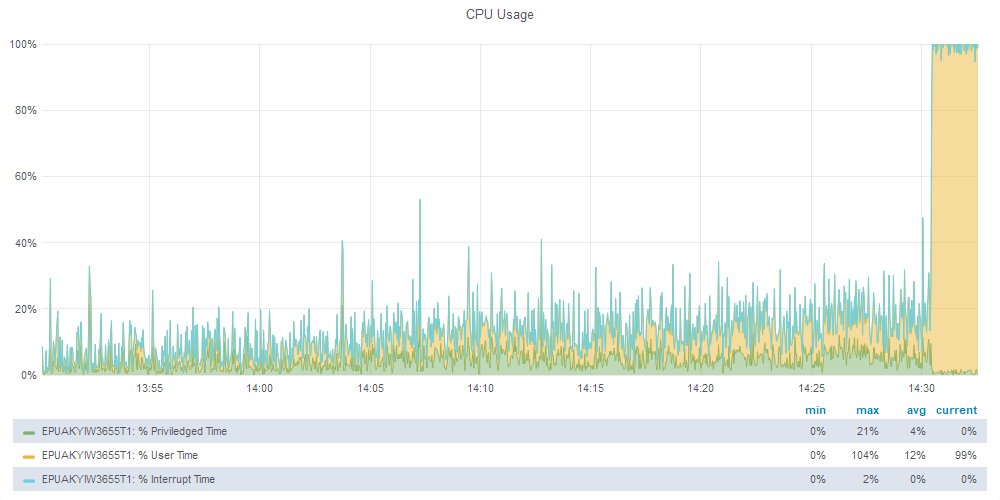 CPU Usage
100%
80%
60%
40%
20%
0%
13:55 14:00 14:05 14:10 14:15 14:20 14:25 14:30
min max avg current
EPUAKYIW3655T1: % Priviledged Time 0% 21% 4% 0%
EPUAKYIW3655T1: % User Time 0% 104% 12% 99%
EPUAKYIW3655T1: % Interrupt Time 0% 2% 0% 0%